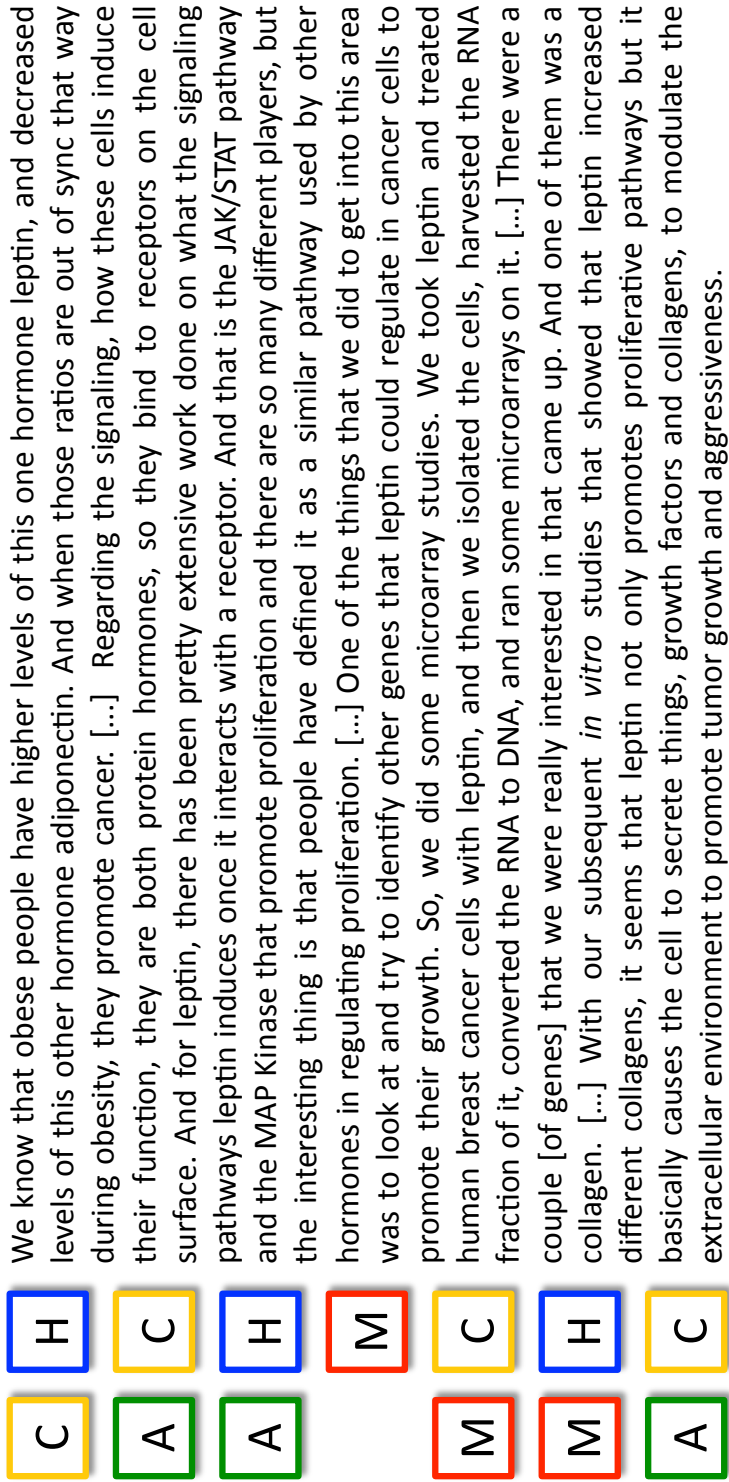 C H
A C
A H
M
M C
M H
A C
We know that obese people have higher levels of this one hormone leptin, and decreased
levels of this other hormone adiponectin. And when those ratios are out of sync that way
during obesity, they promote cancer. [...] Regarding the signaling, how these cells induce
their function, they are both protein hormones, so they bind to receptors on the cell
surface. And for leptin, there has been pretty extensive work done on what the signaling
pathways leptin induces once it interacts with a receptor. And that is the JAK/STAT pathway
and the MAP Kinase that promote proliferation and there are so many different players, but
the interesting thing is that people have defined it as a similar pathway used by other
hormones in regulating proliferation. [...] One of the things that we did to get into this area
was to look at and try to identify other genes that leptin could regulate in cancer cells to
promote their growth. So, we did some microarray studies. We took leptin and treated
human breast cancer cells with leptin, and then we isolated the cells, harvested the RNA
fraction of it, converted the RNA to DNA, and ran some microarrays on it. [...] There were a
couple [of genes] that we were really interested in that came up. And one of them was a
collagen. [...] With our subsequent in vitro studies that showed that leptin increased
different collagens, it seems that leptin not only promotes proliferative pathways but it
basically causes the cell to secrete things, growth factors and collagens, to modulate the
extracellular environment to promote tumor growth and aggressiveness.